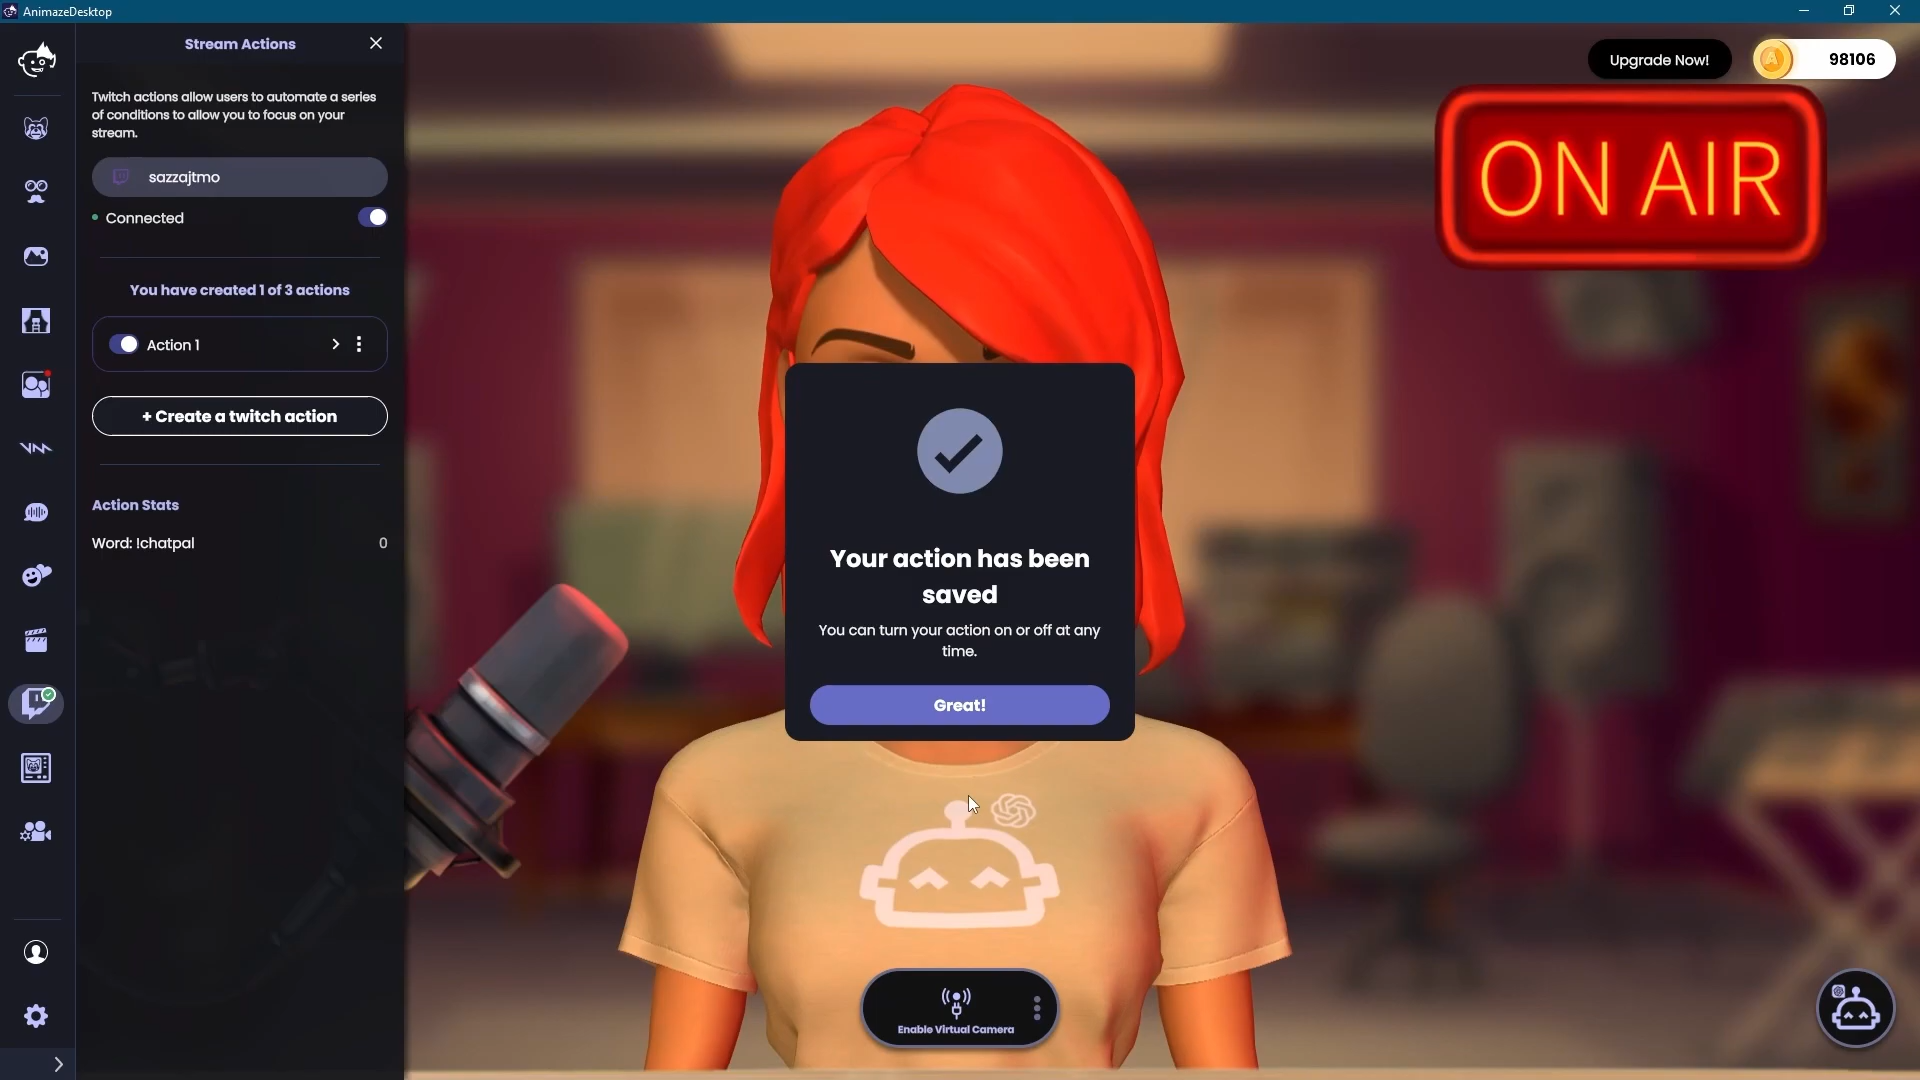 AnimazeDesktop
Stream Actions
Upgrade Now!
98106
Twitch actions allow users to automate a series
of conditions to allow you to focus on your
stream.
ON AIR
sazzajtmo
Connected
You have created 1 of 3 actions
Action 1
+ Create a twitch action
Action Stats
Word: !chatpal
0
Your action has been
saved
You can turn your action on or off at any
time.
Great!
Enable Virtual Camera